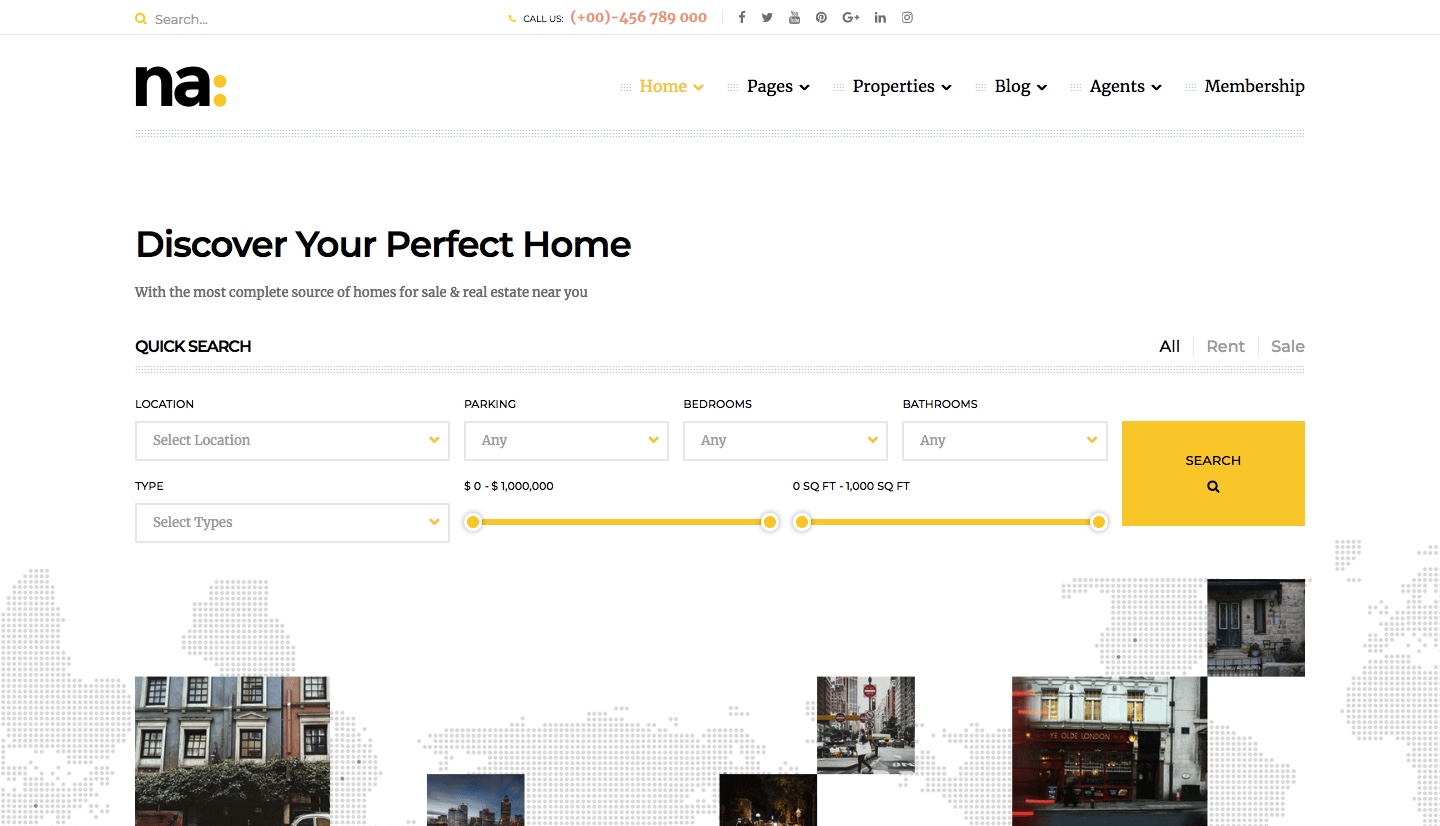 Search...
CALL US: (+00)-456 789 000
na:
Home Pages Properties Blog Agents Membership
Discover Your Perfect Home
With the most complete source of homes for sale & real estate near you
QUICK SEARCH
All Rent Sale
LOCATION PARKING BEDROOMS BATHROOMS
Select Location Any Any Any
SEARCH
TYPE $ 0 - $ 1,000,000 0 SQ FT - 1,000 SQ FT
Select Types
YE OLDE LONDON